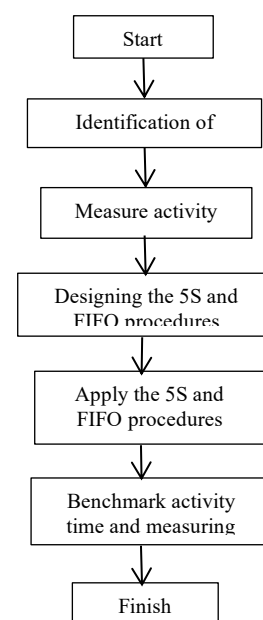 Start
Identification of
Measure activity
Designing the 5S and
FIFO procedures
Apply the 5S and
FIFO procedures
Benchmark activity
time and measuring
Finish